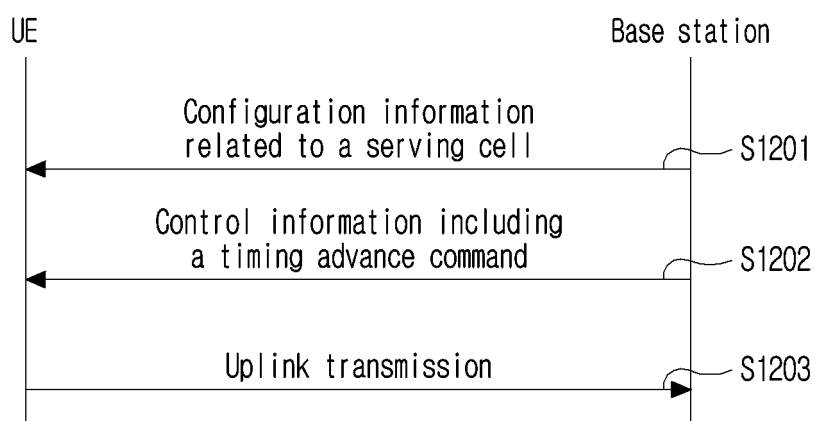 UE
Base station
Configuration information
related to a serving cell
S1201
Control information including
a timing advance command
S1202
Uplink transmission
S1203